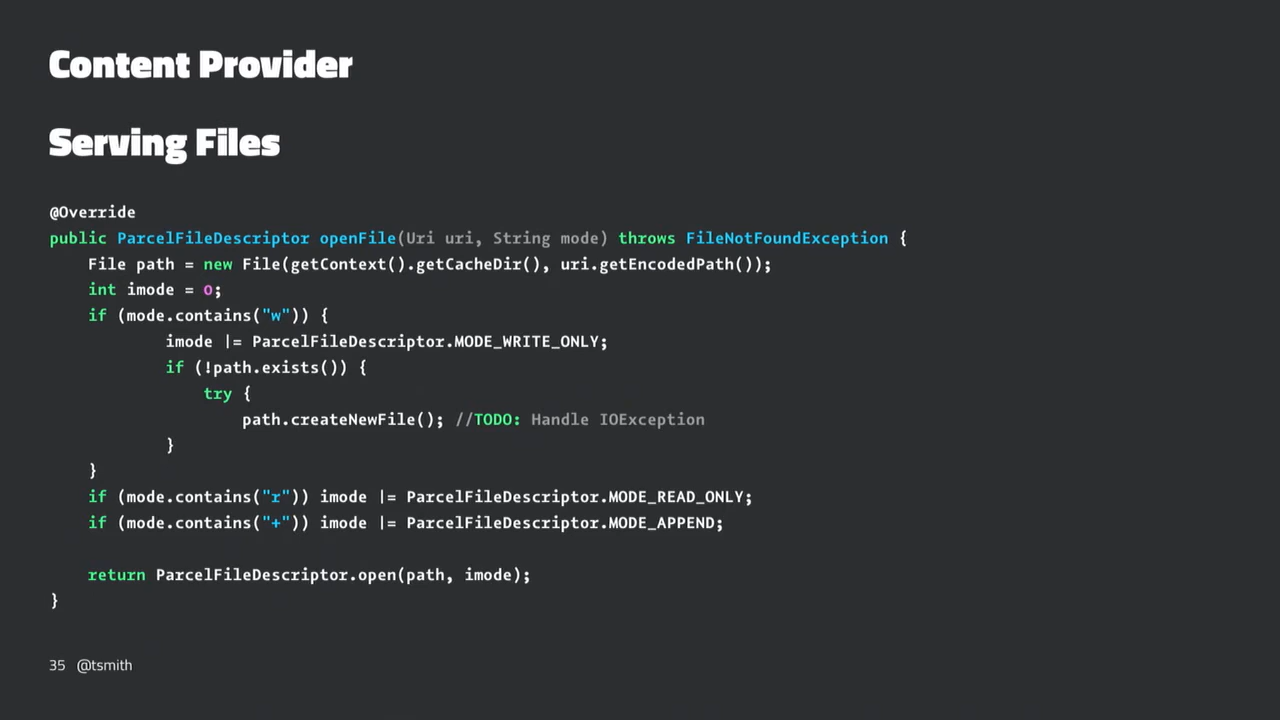 Content Provider
Serving Files
@Override
public ParcelFileDescriptor openFile(Uri uri, String mode) throws FileNotFoundException {
    File path = new File(getContext().getCacheDir(), uri.getEncodedPath());
    int imode = 0;
    if (mode.contains("w")) {
            imode |= ParcelFileDescriptor.MODE_WRITE_ONLY;
            if (!path.exists()) {
                try {
                    path.createNewFile(); //TODO: Handle IOException
            }
    }
    if (mode.contains("r")) imode |= ParcelFileDescriptor.MODE_READ_ONLY;
    if (mode.contains("+")) imode |= ParcelFileDescriptor.MODE_APPEND;
    return ParcelFileDescriptor.open(path, imode);
}
35 @tsmith